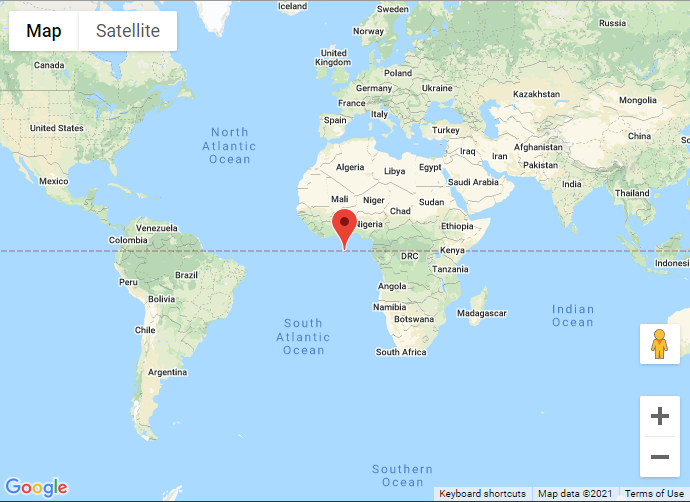 Map
Satellite
Iceland
Sweden
Norway
Russia
Canada
United
Kingdom
Poland
Germany
Ukraine
France
Kazakhstan
Mongolia
Italy
Spain
United States
North
Atlantic
Ocean
Turkey
China
Afghanistan
Iraq
Iran
Pakistan
Algeria
Libya
Egypt
Mexico
Saudi Arabia
India
Thailand
Mali
Niger
Chad
Sudan
Nigeria
Ethiopia
Venezuela
Colombia
Kenya
DRC
Indones
Brazil
Tanzania
Peru
Angola
Bolivia
Namibia
Botswana
Madagascar
Indian
Ocean
South
Atlantic
Ocean
Chile
South Africa
Argentina
Southern
Ocean
Google
Keyboard shortcuts
Map data ©2021
Terms of Use